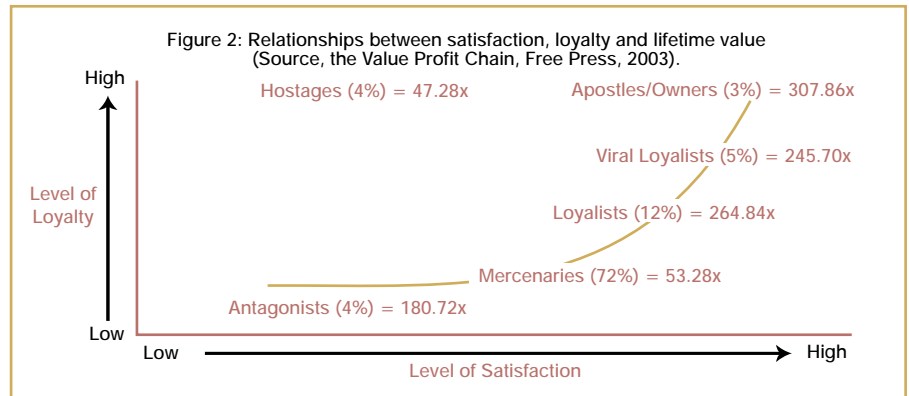 Figure 2: Relationships between satisfaction, loyalty and lifetime value
(Source, the Value Profit Chain, Free Press, 2003).
High
Hostages (4%) = 47.28x
Apostles/Owners (3%) = 307.86x
Viral Loyalists (5%) = 245.70x
Level of
Loyalty
Loyalists (12%) = 264.84x
Mercenaries (72%) = 53.28x
Antagonists (4%) = 180.72x
Low
Low
High
Level of Satisfaction